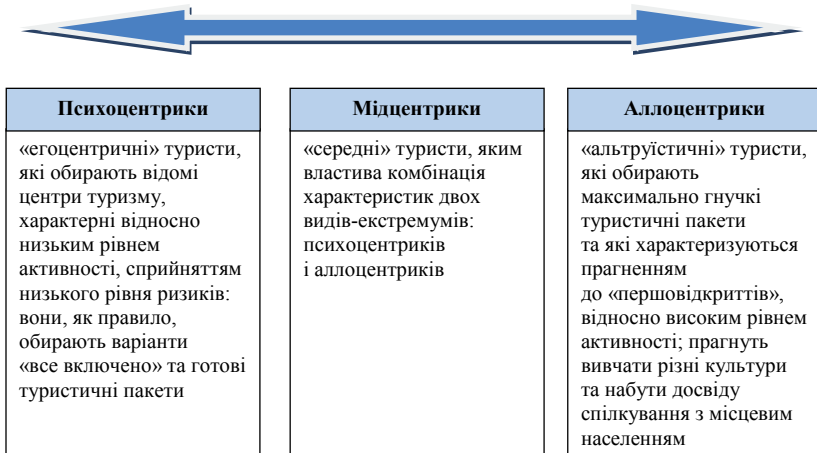 Психоцентрики
«егоцентричні» туристи,
які обирають відомі
центри туризму,
характерні відносно
низьким рівнем
активності, сприйняттям
низького рівня ризиків:
вони, як правило,
обирають варіанти
«все включено» та готові
туристичні пакети
Мідцентрики
«середні» туристи, яким
властива комбінація
характеристик двох
видів-екстремумів:
психоцентриків
і аллоцентриків
Аллоцентрики
«альтруїстичні» туристи,
які обирають
максимально гнучкі
туристичні пакети
та які характеризуються
прагненням
до «першовідкриттів»,
відносно високим рівнем
активності; прагнуть
вивчати різні культури
та набути досвіду
спілкування з місцевим
населенням